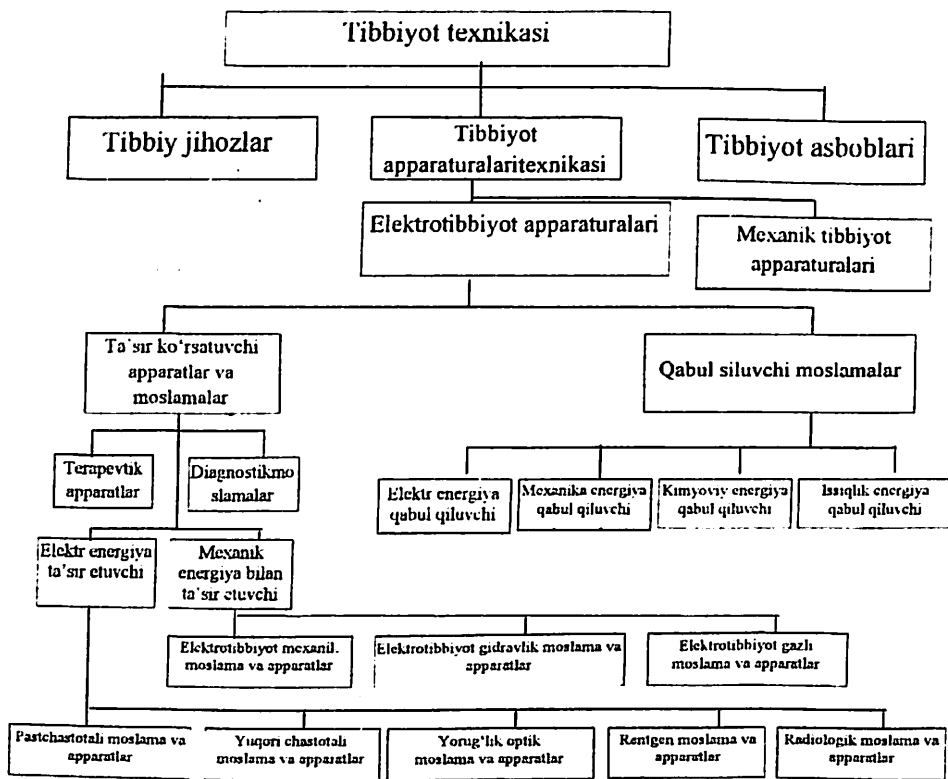 Tibbiyot texnikasi
Tibbiy jihozlar
Tibbiyot
apparaturalaritexnikasi
Tibbiyot asboblari
Elektrotibbiyot apparaturalari
Mexanik tibbiyot
apparaturalari
Ta'sir ko'rsatuvchi
apparatlar va
moslamalar
Qabul siluvchi moslamalar
Terapevtik
apparatlar
Diagnostikmo
slamalar
Elektr energiya
qabul qiluvchi
Mexanika energiya
qabul qiluvchi
Kimyoviy energiya
qabul qiluvchi
Issiqlik energiya
qabul qiluvchi
Elektr energiya
ta'sir etuvchi
Mexanik
energiya bilan
ta'sir etuvchi
Elektrotibbiyot mexanil.
moslama va apparatlar
Elektrotibbiyot gidravlik moslama va
apparatlar
Elektrotibbiyot gazli
moslama va apparatlar
Pastchastotali moslama va
apparatlar
Yuqori chastotali
moslama va apparatlar
Yorug'lik optik
moslama va apparatlar
Rentgen moslama va
apparatlar
Radiologik moslama va
apparatlar